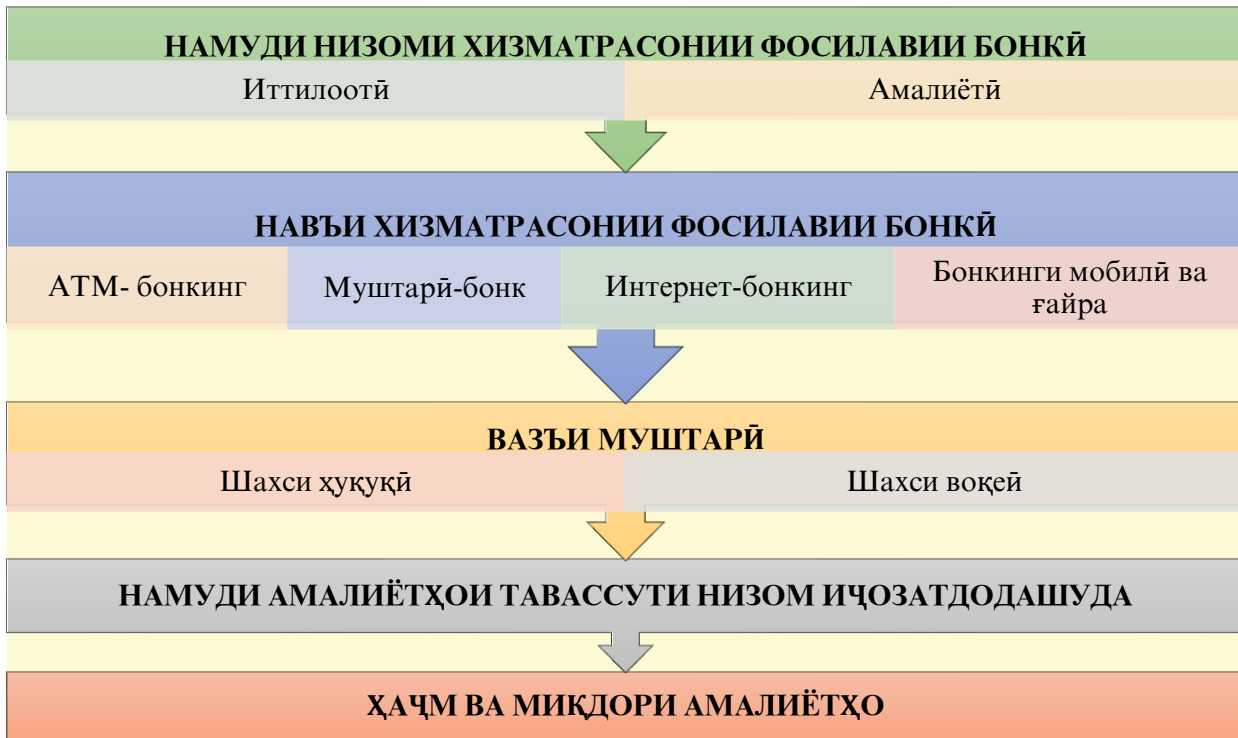 НАМУДИ НИЗОМИ ХИЗМАТРАСОНИИ ФОСИЛАВИИ БОНКӢ
Иттилоотӣ
Амалиётӣ
НАВЪИ ХИЗМАТРАСОНИИ ФОСИЛАВИИ БОНКӢ
АТМ- бонкинг
Муштарӣ-бонк
Интернет-бонкинг
Бонкинги мобилӣ ва
ғайра
ВАЗЪИ МУШТАРӢ
Шахси ҳуқуқӣ
Шахси воқеӣ
НАМУДИ АМАЛИЁТҲОИ ТАВАССУТИ НИЗОМ ИҶОЗАТДОДАШУДА
ҲАҶМ ВА МИҚДОРИ АМАЛИЁТҲО